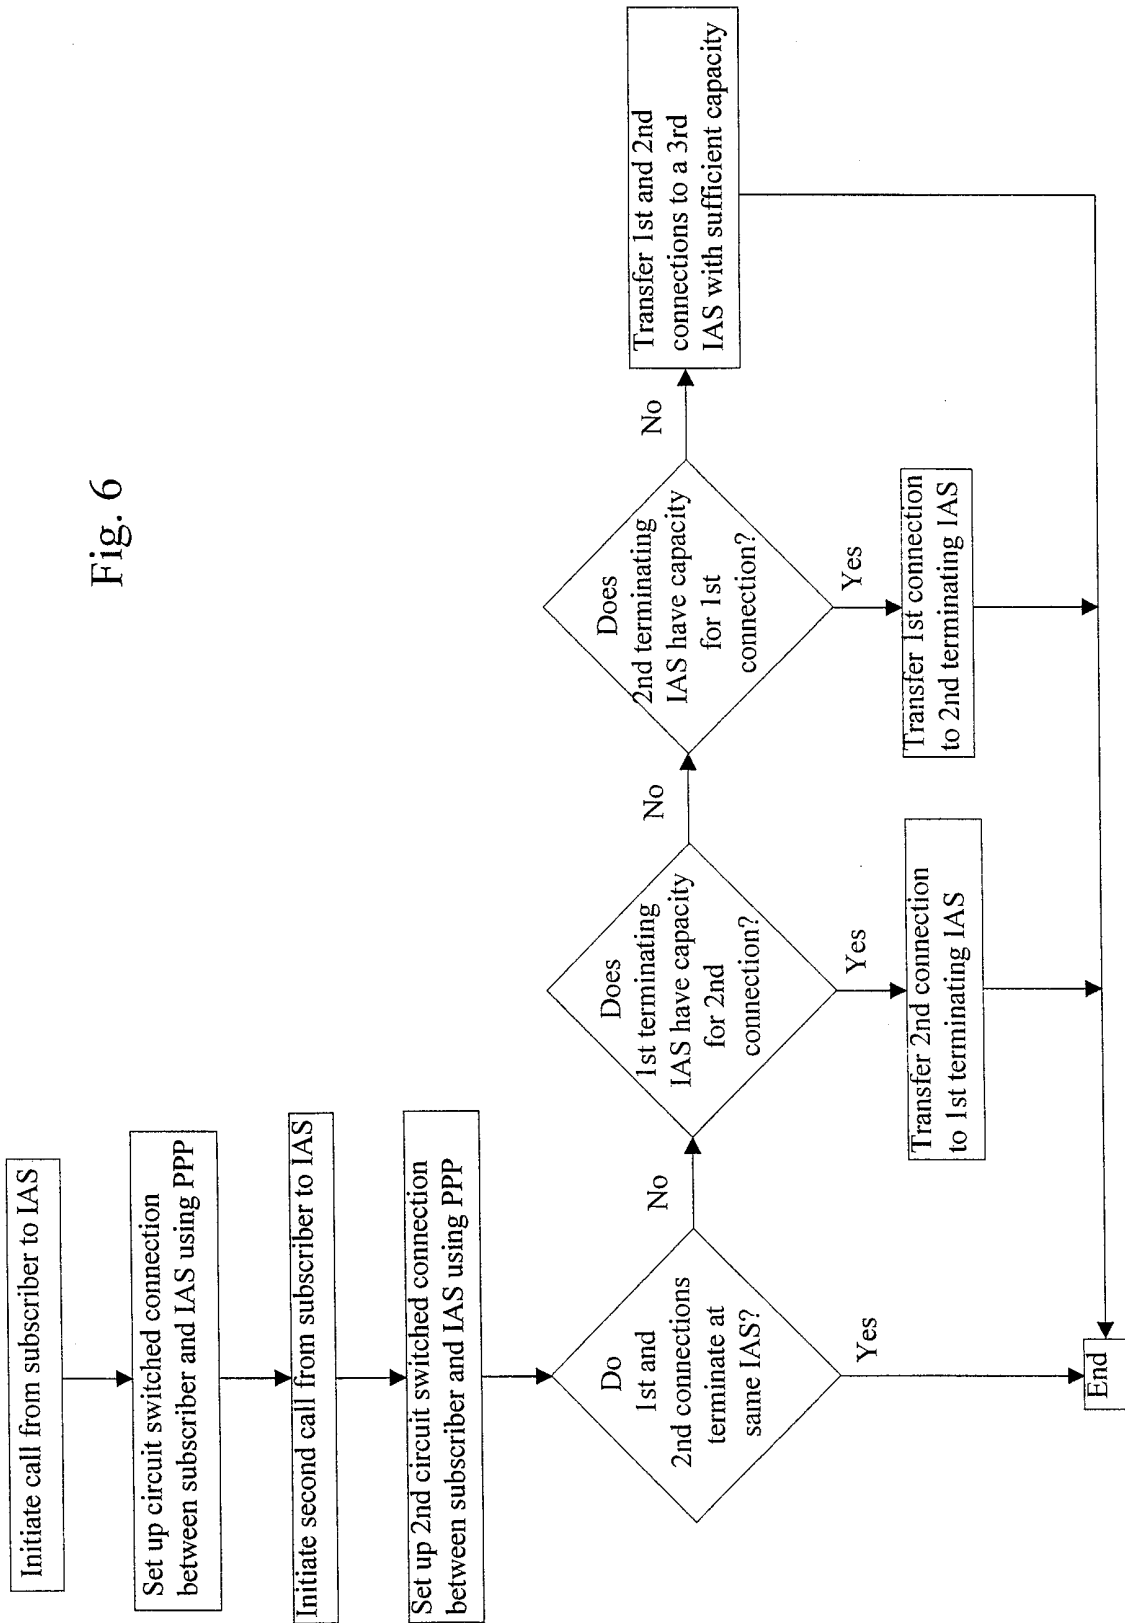 Fig. 6
Initiate call from subscriber to IAS
Set up circuit switched connection
between subscriber and IAS using PPP
Initiate second call from subscriber to IAS
Set up 2nd circuit switched connection
between subscriber and IAS using PPP
Do
1st and
2nd connections
terminate at
same IAS?
No
Yes
Does
1st terminating
IAS have capacity
for 2nd
connection?
No
Yes
Transfer 2nd connection
to 1st terminating IAS
Does
2nd terminating
IAS have capacity
for 1st
connection?
No
Yes
Transfer 1st connection
to 2nd terminating IAS
Transfer 1st and 2nd
connections to a 3rd
IAS with sufficient capacity
End